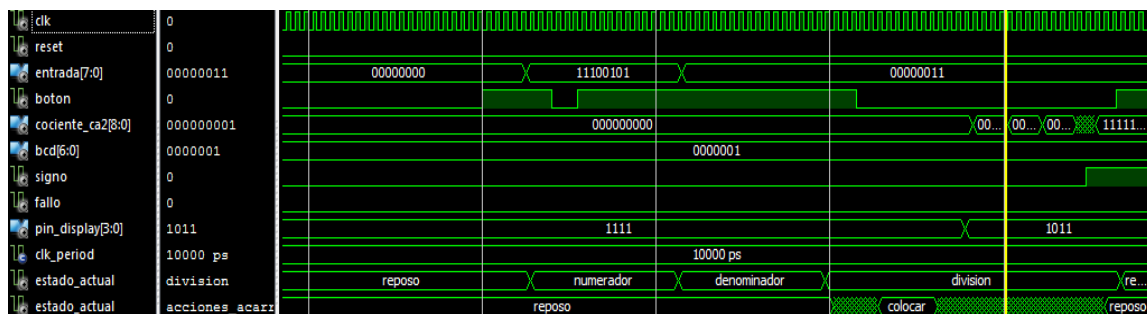 clk 0
reset 0
entrada[7:0] 00000011 00000000 11100101 00000011
boton 0
cociente_ca2[8:0] 000000001 000000000 00... 00... 00... 11111...
bcd[6:0] 0000001 0000001
signo 0
fallo 0
pin_display[3:0] 1011 1111 1011
clk_period 10000 ps 10000 ps
estado_actual division reposo numerador denominador division re...
estado_actual acciones_acarr reposo colocar reposo